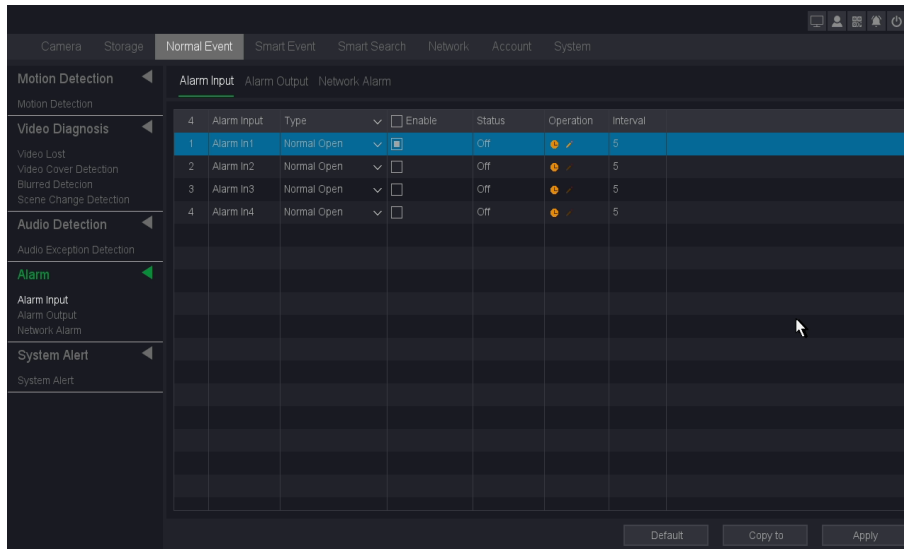 Camera Storage Normal Event Smart Event Smart Search Network Account System
Motion Detection
Motion Detection
Video Diagnosis
Video Lost
Video Cover Detection
Blurred Detecion
Scene Change Detection
Audio Detection
Audio Exception Detection
Alarm
Alarm Input
Alarm Output
Network Alarm
System Alert
System Alert
Alarm Input Alarm Output Network Alarm
4 Alarm Input Type Enable Status Operation Interval
1 Alarm In1 Normal Open Off 5
2 Alarm In2 Normal Open Off 5
3 Alarm In3 Normal Open Off 5
4 Alarm In4 Normal Open Off 5
Default Copy to Apply